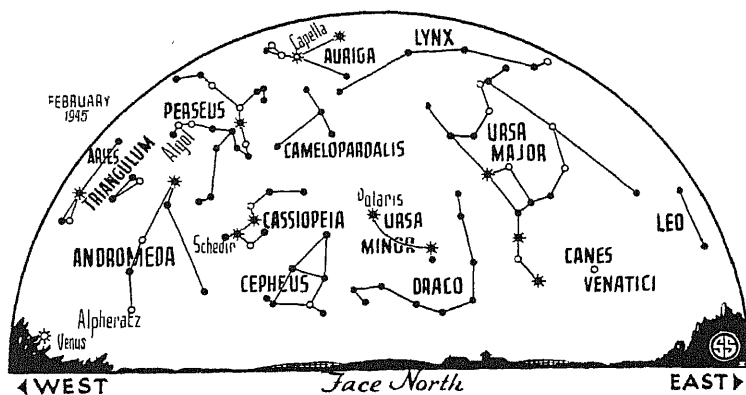 Capella
LYNX
AURIGA
FEBRUARY
1945
PERSEUS
Algol
ARIES
TRIANGULUM
CAMELOPARDALIS
URSA
MAJOR
Polaris
CASSIOPEIA
URSA
MINOR
Schedir
LEO
ANDROMEDA
CEPHEUS
DRACO
CANES
VENATICI
Alpheratz
Venus
WEST
Face North
EAST